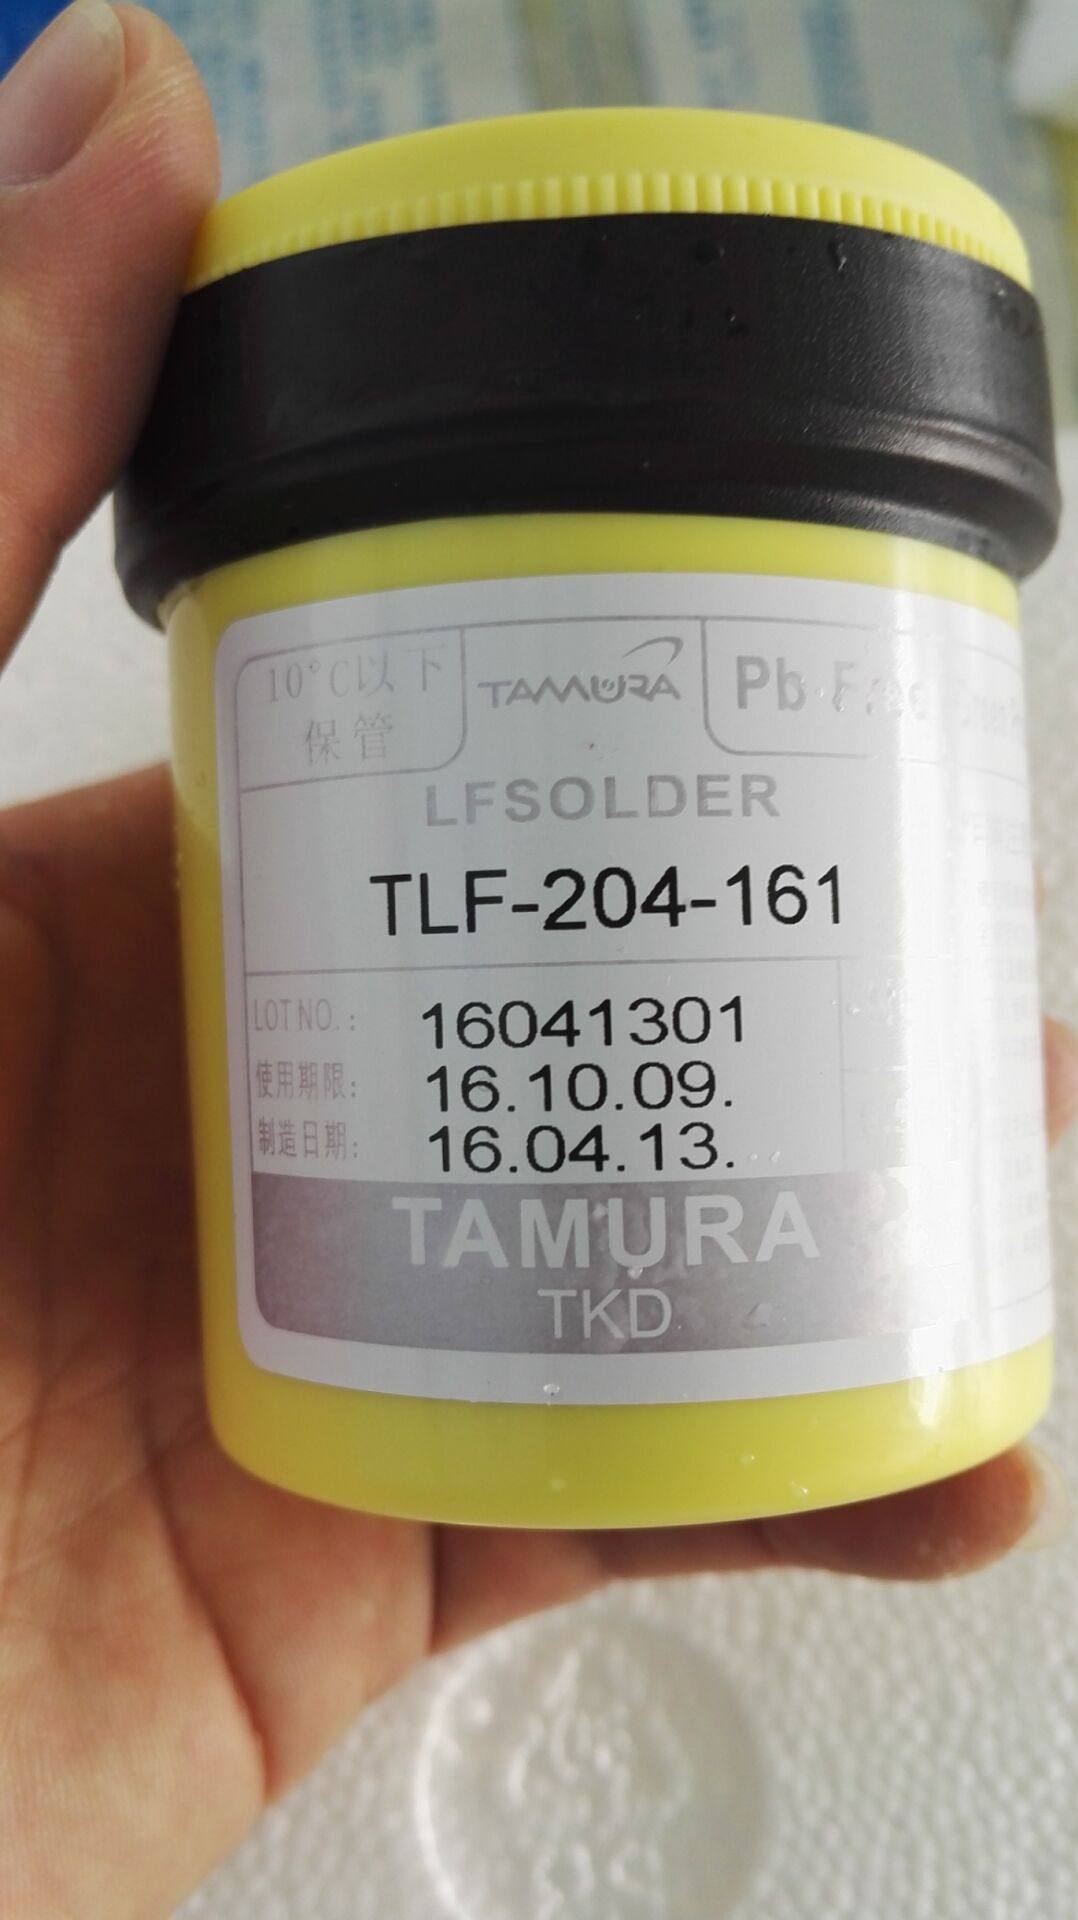 10°C以下
保管
TAMURA
Pb-Free
LFSOLDER
TLF-204-161
LOT NO.: 16041301
使用期限: 16.10.09.
制造日期: 16.04.13.
TAMURA
TKD